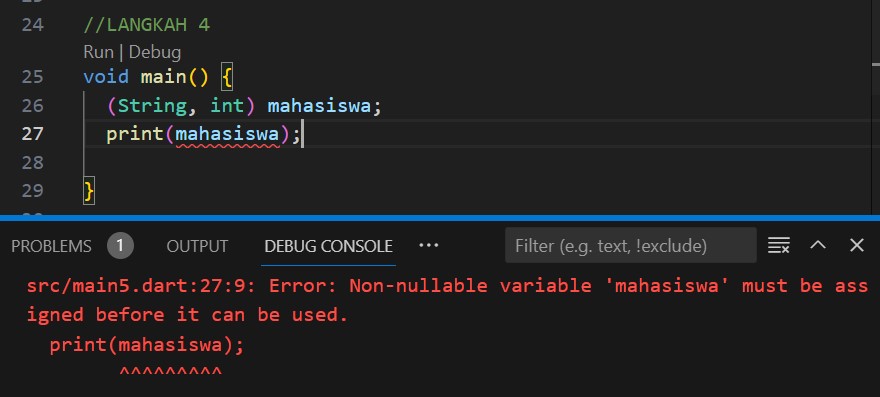 24 //LANGKAH 4
Run | Debug
25 void main() {
26 (String, int) mahasiswa;
27 print(mahasiswa);
28
29 }
PROBLEMS 1 OUTPUT DEBUG CONSOLE ••• Filter (e.g. text, !exclude)
src/main5.dart:27:9: Error: Non-nullable variable 'mahasiswa' must be ass
igned before it can be used.
print(mahasiswa);
^^^^^^^^^